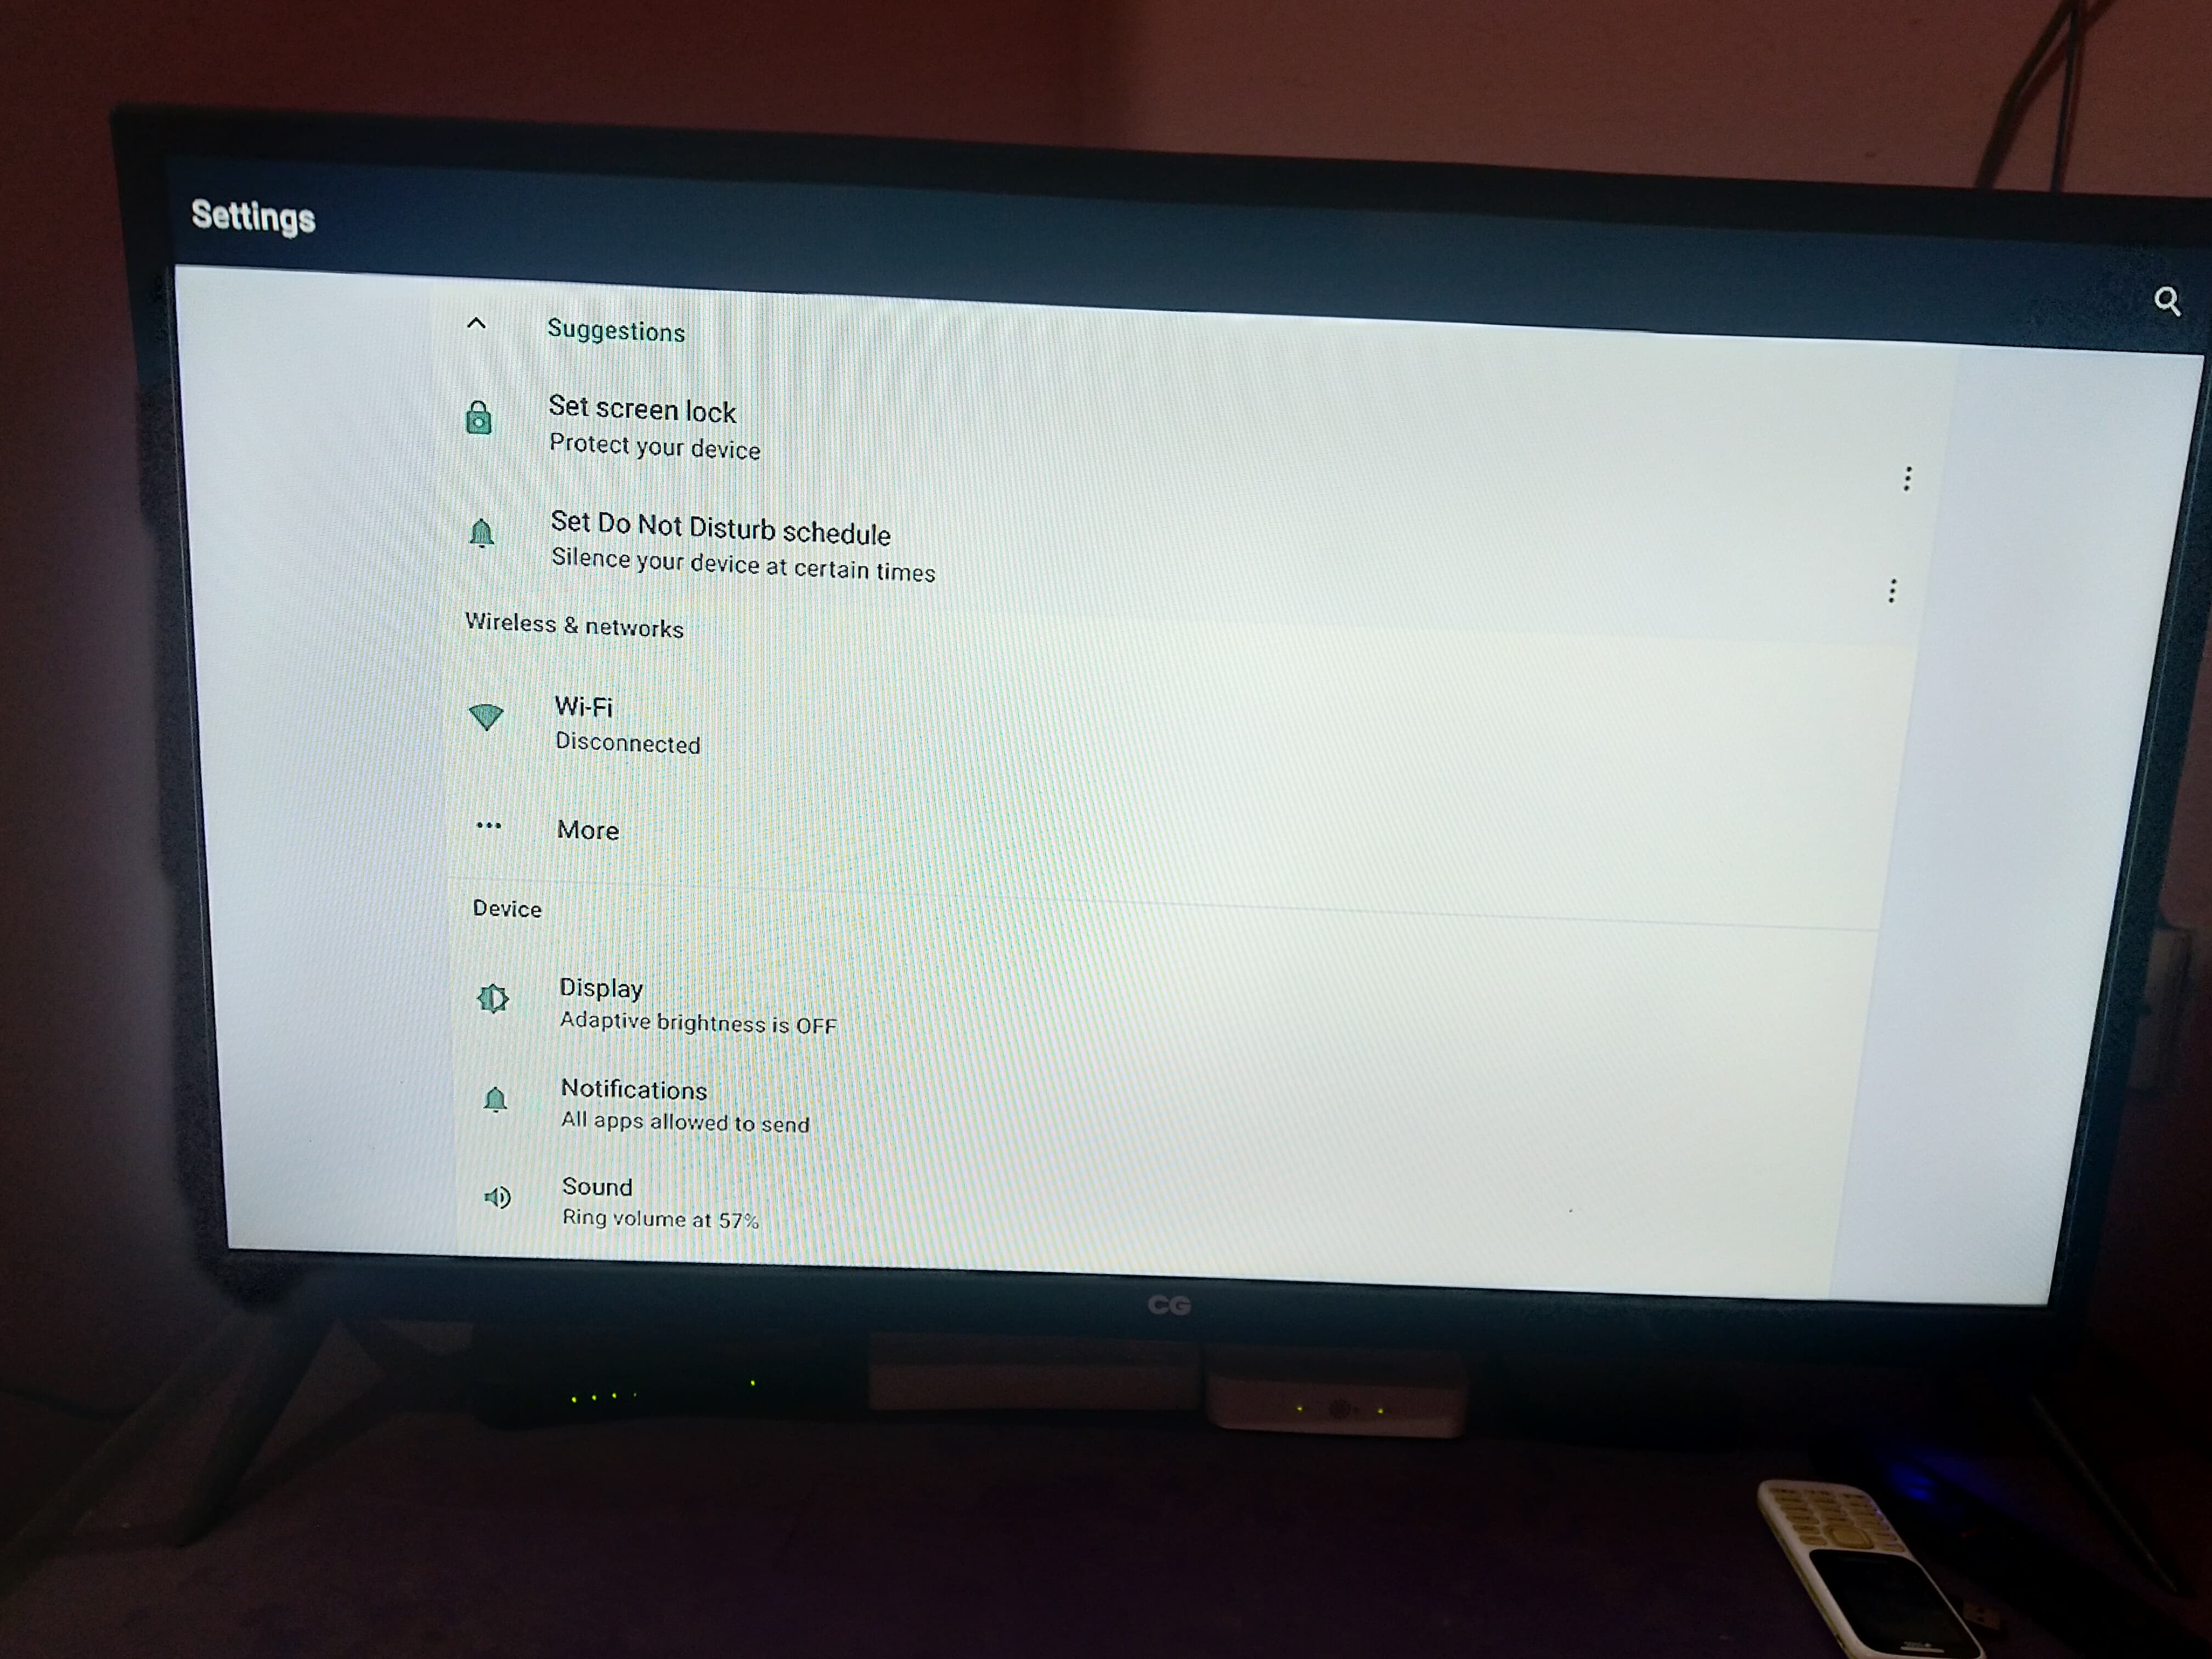 Settings
Suggestions
Set screen lock
Protect your device
Set Do Not Disturb schedule
Silence your device at certain times
Wireless & networks
Wi-Fi
Disconnected
More
Device
Display
Adaptive brightness is OFF
Notifications
All apps allowed to send
Sound
Ring volume at 57%
CG